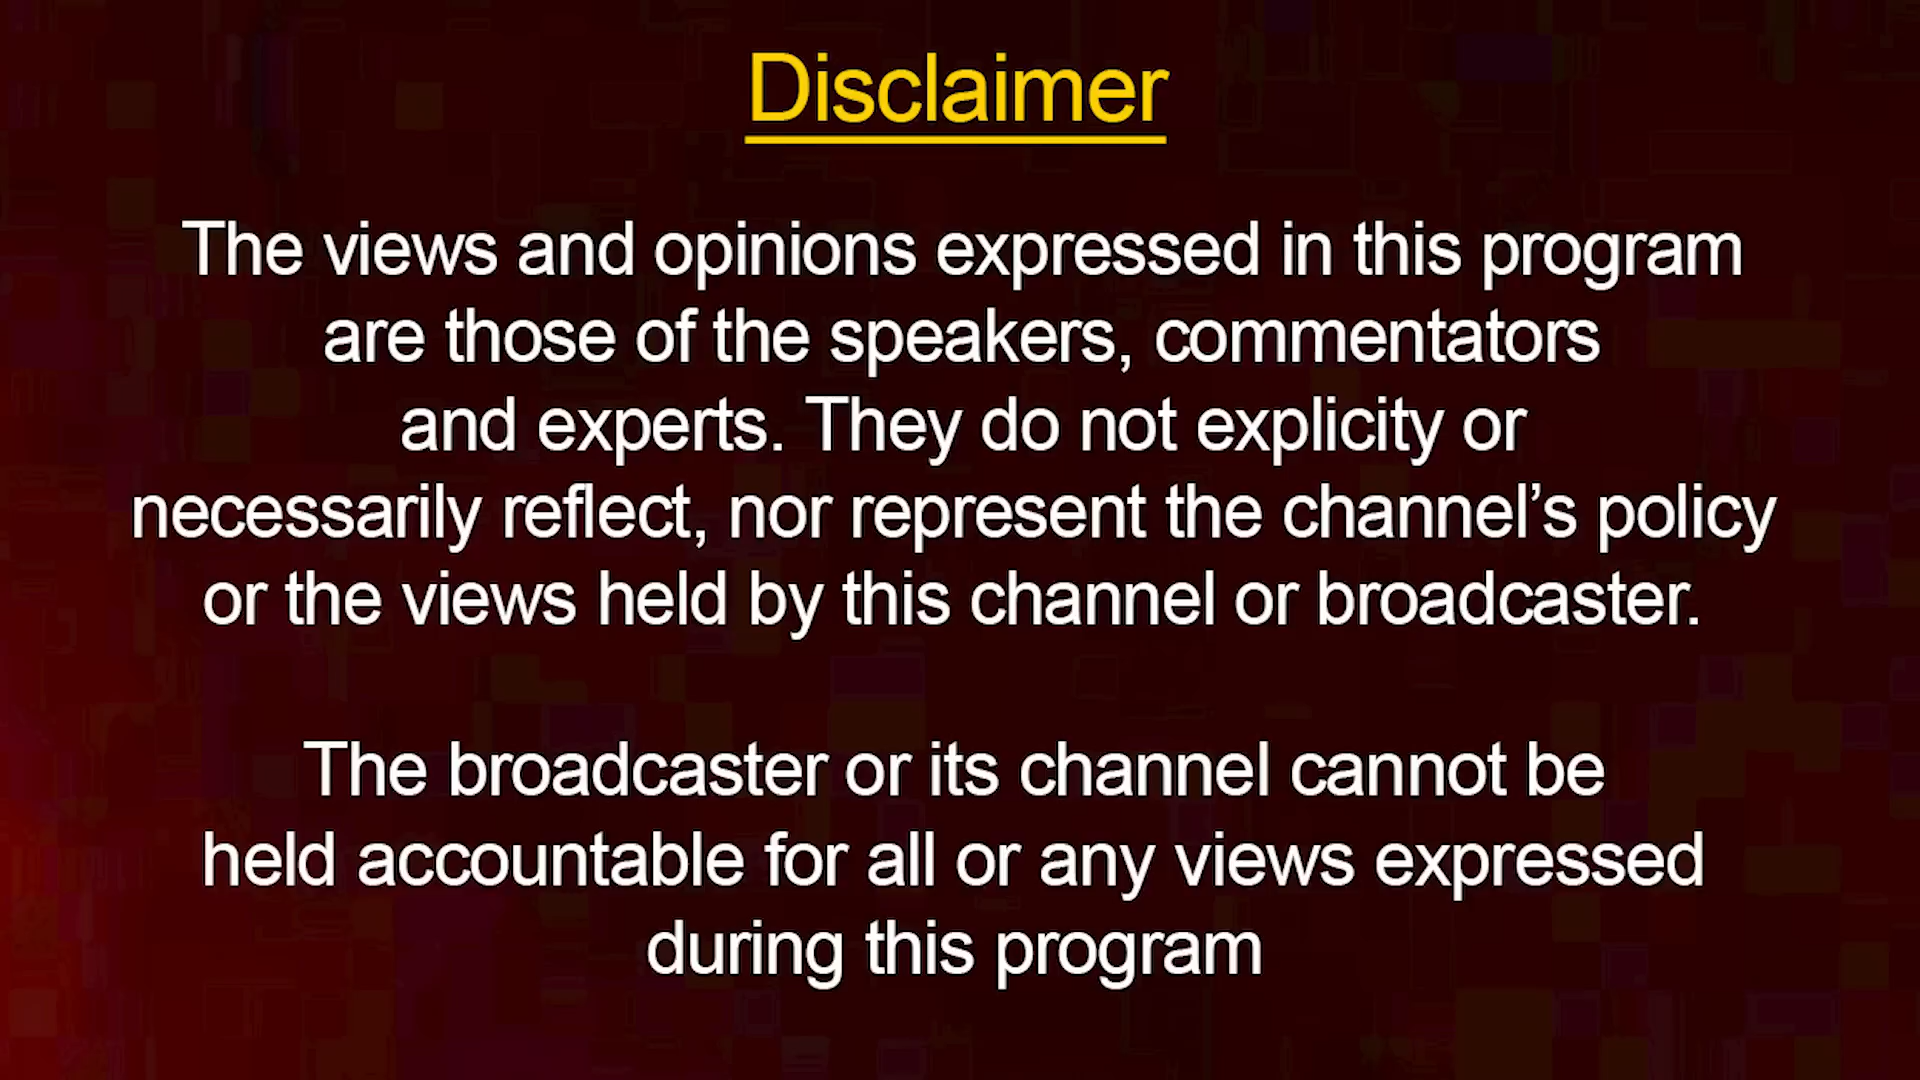 Disclaimer
The views and opinions expressed in this program
are those of the speakers, commentators
and experts. They do not explicity or
necessarily reflect, nor represent the channel’s policy
or the views held by this channel or broadcaster.
The broadcaster or its channel cannot be
held accountable for all or any views expressed
during this program